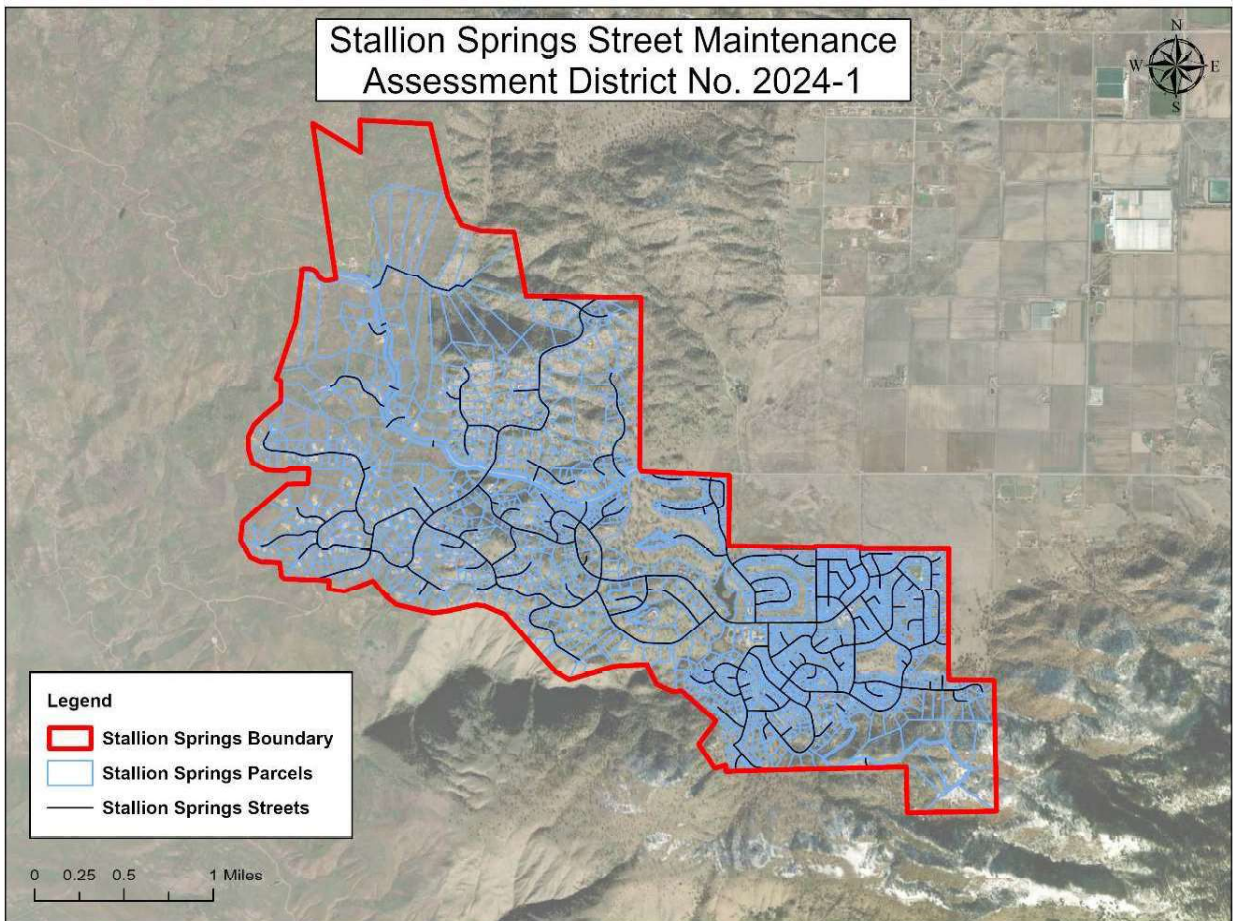 Stallion Springs Street Maintenance
Assessment District No. 2024-1
N
W E
S
Legend
Stallion Springs Boundary
Stallion Springs Parcels
Stallion Springs Streets
0 0.25 0.5 1 Miles